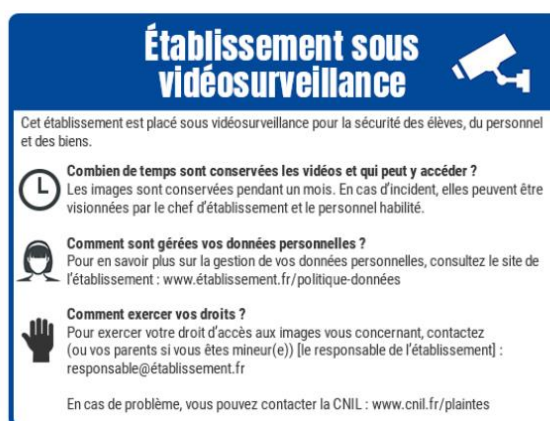 Établissement sous
vidéosurveillance
Cet établissement est placé sous vidéosurveillance pour la sécurité des élèves, du personnel
et des biens.
Combien de temps sont conservées les vidéos et qui peut y accéder ?
Les images sont conservées pendant un mois. En cas d'incident, elles peuvent être
visionnées par le chef d'établissement et le personnel habilité.
Comment sont gérées vos données personnelles ?
Pour en savoir plus sur la gestion de vos données personnelles, consultez le site de
l'établissement : www.établissement.fr/politique-données
Comment exercer vos droits ?
Pour exercer votre droit d'accès aux images vous concernant, contactez
(ou vos parents si vous êtes mineur(e)) [le responsable de l'établissement] :
responsable@établissement.fr
En cas de problème, vous pouvez contacter la CNIL : www.cnil.fr/plaintes